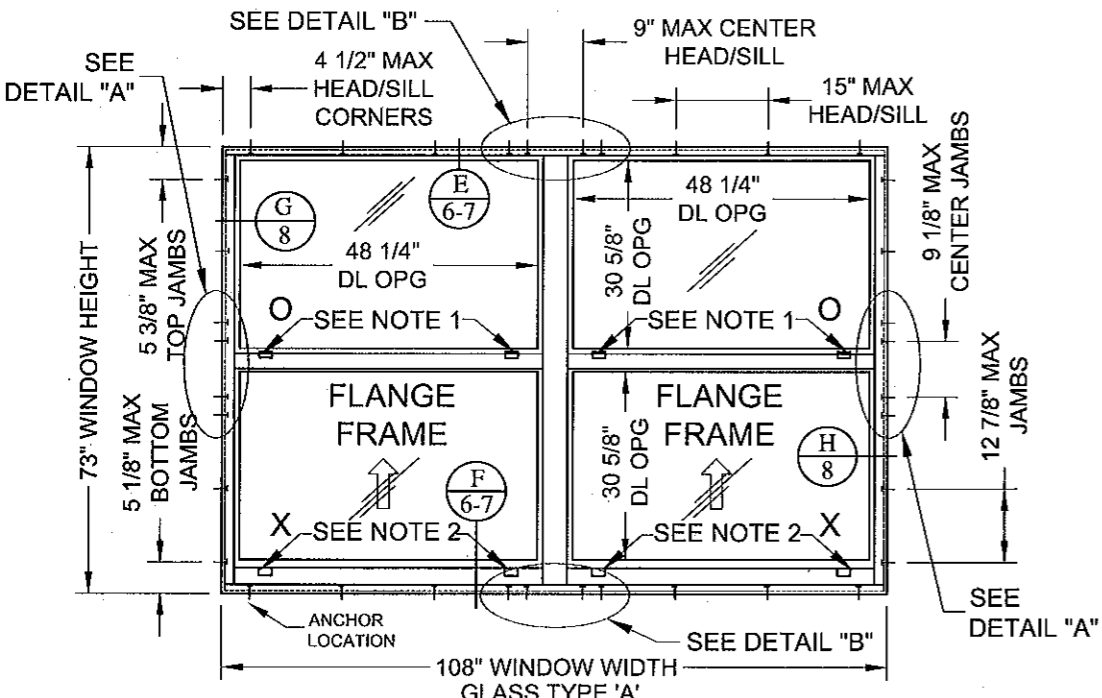 SEE DETAIL "B"
9" MAX CENTER
HEAD/SILL
SEE
DETAIL "A"
4 1/2" MAX
HEAD/SILL
CORNERS
15" MAX
HEAD/SILL
E
6-7
G
8
48 1/4"
DL OPG
48 1/4"
DL OPG
30 5/8"
DL OPG
9 1/8" MAX
CENTER JAMBS
73" WINDOW HEIGHT
5 3/8" MAX
TOP JAMBS
O
SEE NOTE 1
SEE NOTE 1
O
FLANGE
FRAME
FLANGE
FRAME
30 5/8"
DL OPG
H
8
12 7/8" MAX
JAMBS
5 1/8" MAX
BOTTOM
JAMBS
F
6-7
X
SEE NOTE 2
SEE NOTE 2
X
ANCHOR
LOCATION
SEE DETAIL "B"
SEE
DETAIL "A"
108" WINDOW WIDTH
GLASS TYPE 'A'